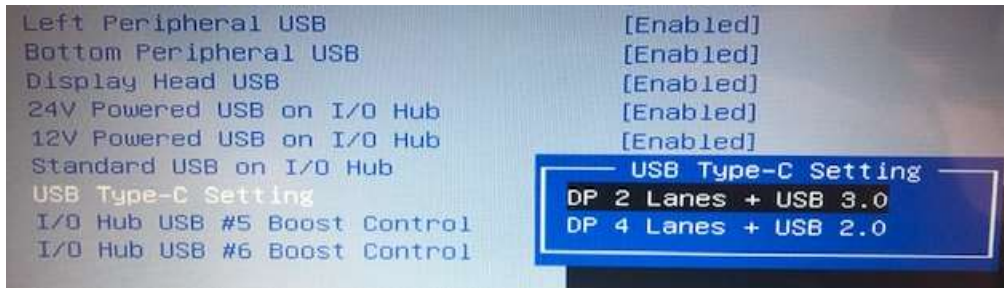 Left Peripheral USB [Enabled]
Bottom Peripheral USB [Enabled]
Display Head USB [Enabled]
24V Powered USB on I/O Hub [Enabled]
12V Powered USB on I/O Hub [Enabled]
Standard USB on I/O Hub
USB Type-C Setting
I/O Hub USB #5 Boost Control
I/O Hub USB #6 Boost Control
USB Type-C Setting
DP 2 Lanes + USB 3.0
DP 4 Lanes + USB 2.0